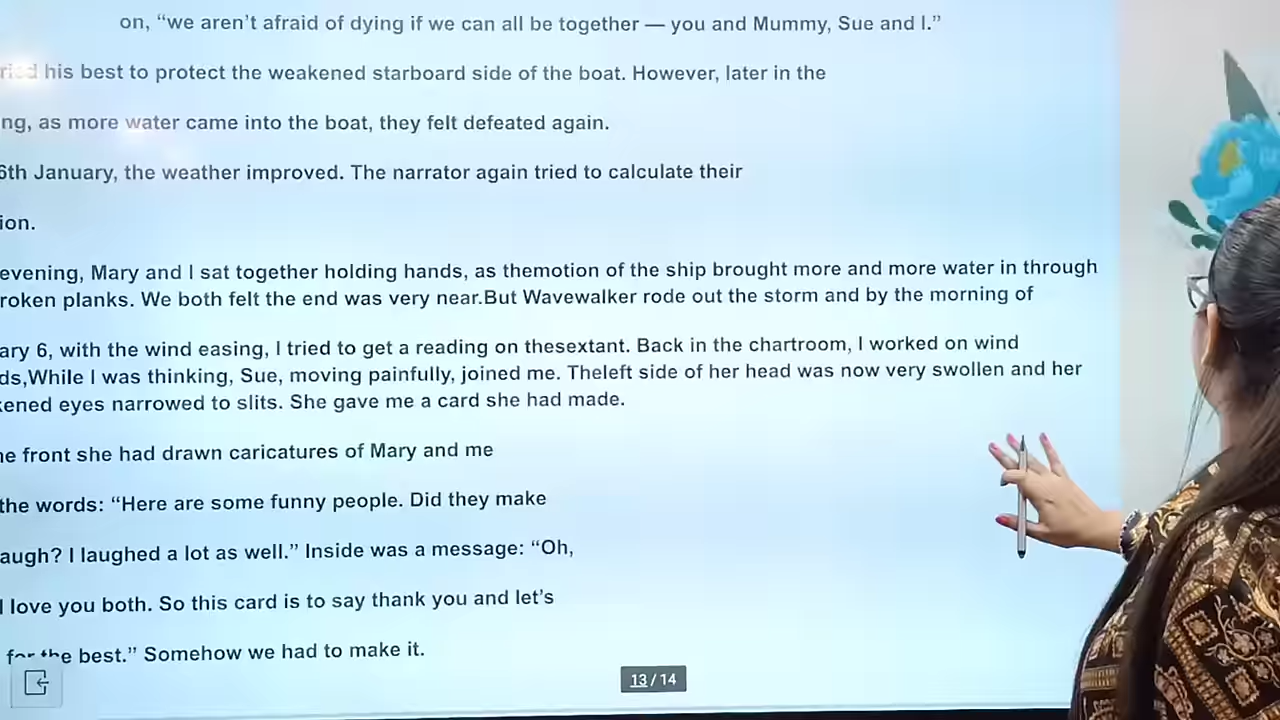 on, “we aren’t afraid of dying if we can all be together — you and Mummy, Sue and I.”
ried his best to protect the weakened starboard side of the boat. However, later in the
ng, as more water came into the boat, they felt defeated again.
6th January, the weather improved. The narrator again tried to calculate their
ion.
evening, Mary and I sat together holding hands, as themotion of the ship brought more and more water in through
roken planks. We both felt the end was very near.But Wavewalker rode out the storm and by the morning of
ary 6, with the wind easing, I tried to get a reading on thesextant. Back in the chartroom, I worked on wind
ds,While I was thinking, Sue, moving painfully, joined me. Theleft side of her head was now very swollen and her
kened eyes narrowed to slits. She gave me a card she had made.
he front she had drawn caricatures of Mary and me
the words: “Here are some funny people. Did they make
augh? I laughed a lot as well.” Inside was a message: “Oh,
I love you both. So this card is to say thank you and let’s
for the best.” Somehow we had to make it.
13 / 14